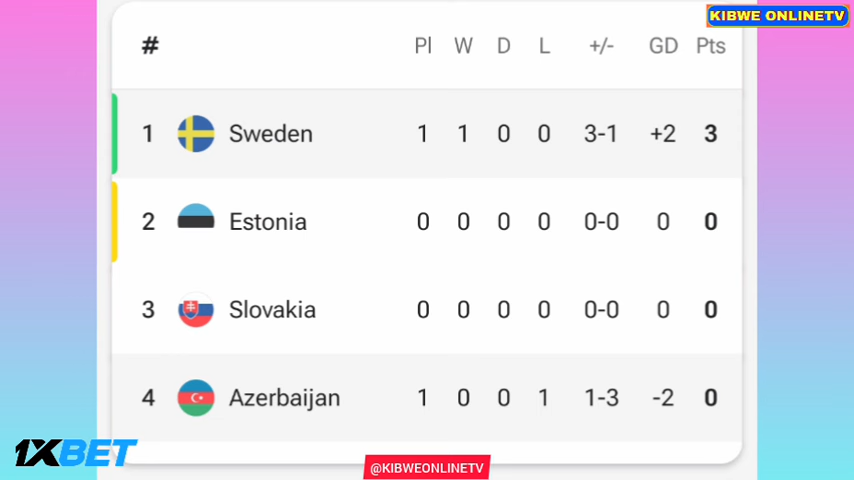 KIBWE ONLINETV
# Pl W D L +/- GD Pts
1 Sweden 1 1 0 0 3-1 +2 3
2 Estonia 0 0 0 0 0-0 0 0
3 Slovakia 0 0 0 0 0-0 0 0
4 Azerbaijan 1 0 0 1 1-3 -2 0
1XBET
@KIBWEONLINETV